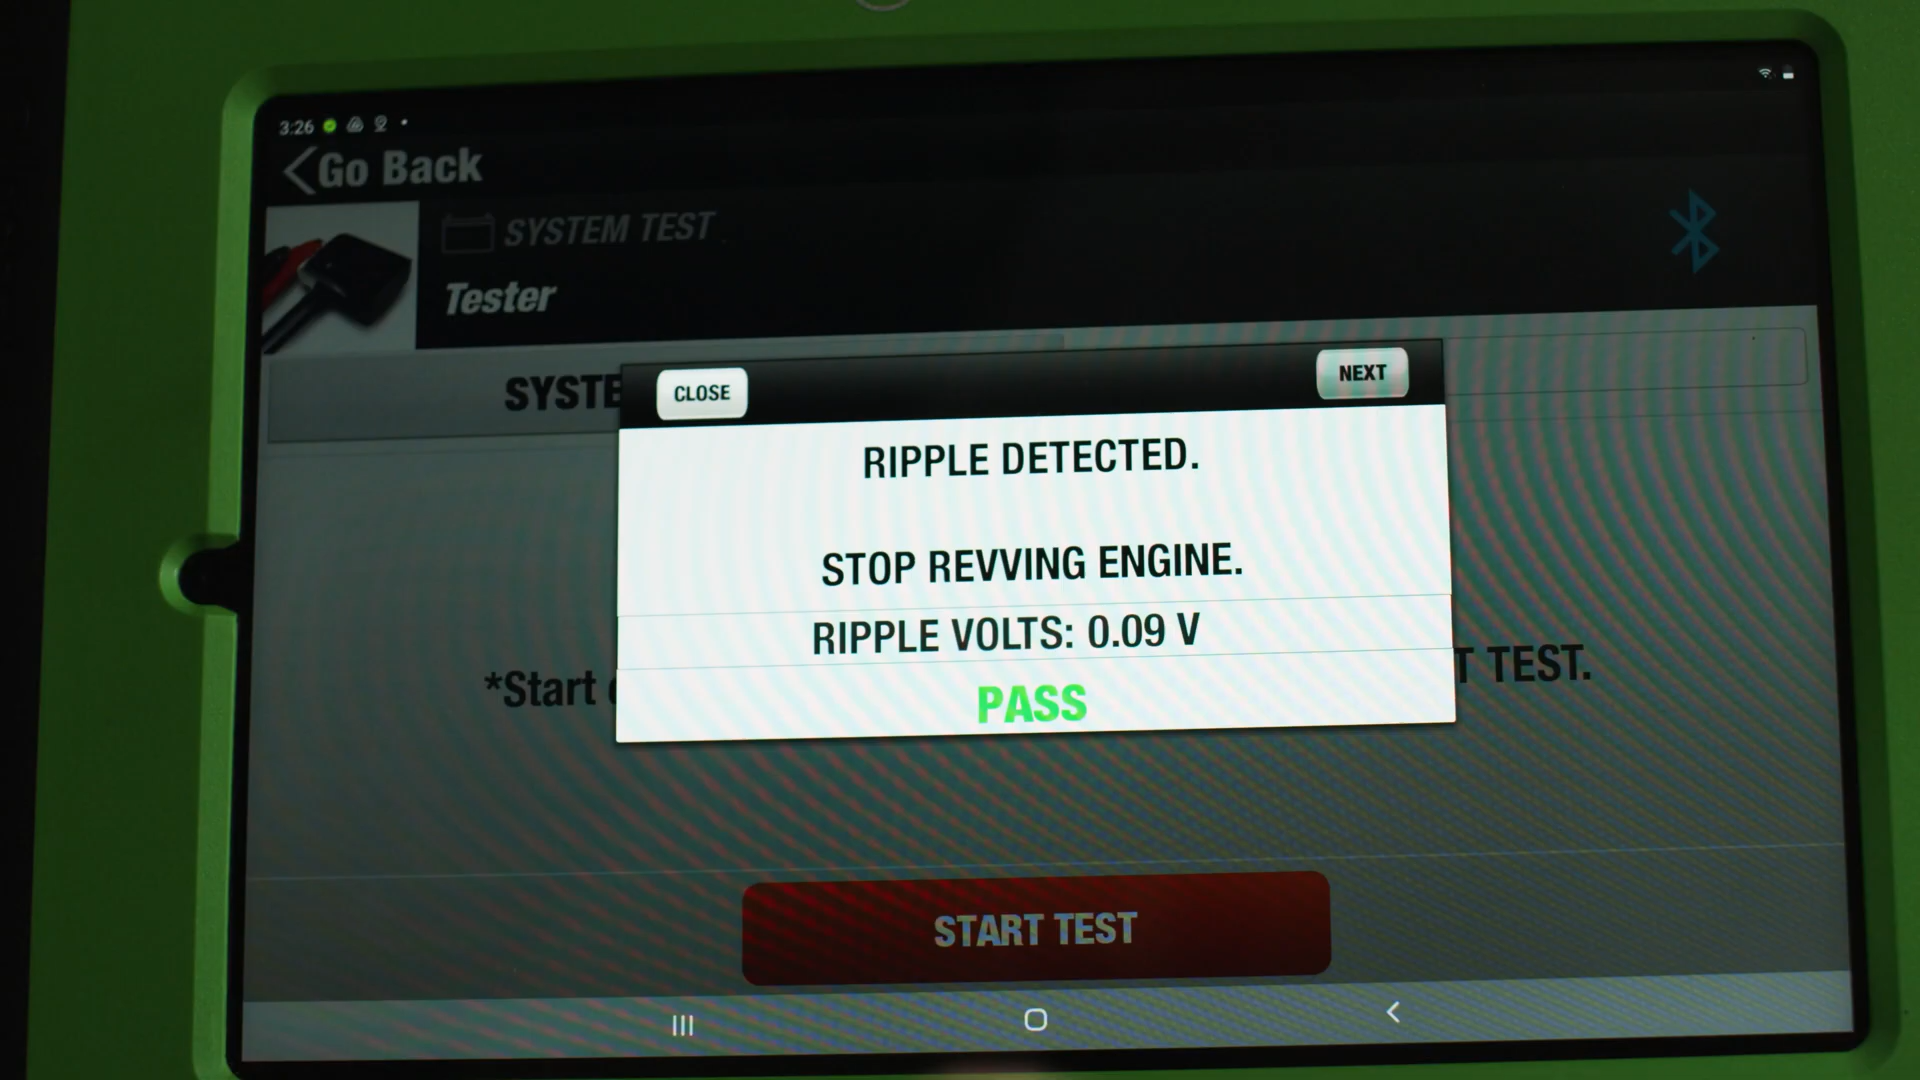 3:26
Go Back
SYSTEM TEST
Tester
SYSTE
CLOSE
NEXT
RIPPLE DETECTED.
STOP REVVING ENGINE.
RIPPLE VOLTS: 0.09 V
PASS
*Start
T TEST.
START TEST